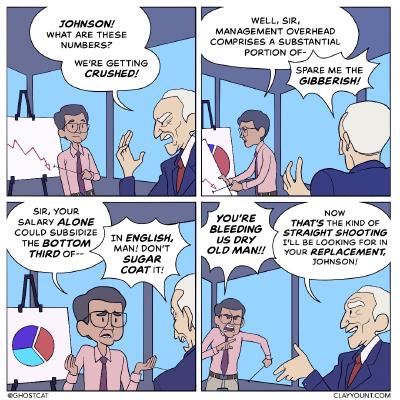 JOHNSON!
WHAT ARE THESE
NUMBERS?
WE'RE GETTING
CRUSHED!
WELL, SIR,
MANAGEMENT OVERHEAD
COMPRISES A SUBSTANTIAL
PORTION OF-
SPARE ME THE
GIBBERISH!
SIR, YOUR
SALARY ALONE
COULD SUBSIDIZE
THE BOTTOM
THIRD OF--
IN ENGLISH,
MAN! DON'T
SUGAR
COAT IT!
YOU'RE
BLEEDING
US DRY
OLD MAN!!
NOW
THAT'S THE KIND OF
STRAIGHT SHOOTING
I'LL BE LOOKING FOR IN
YOUR REPLACEMENT,
JOHNSON!
@GHOSTCAT
CLAYYOUNT.COM